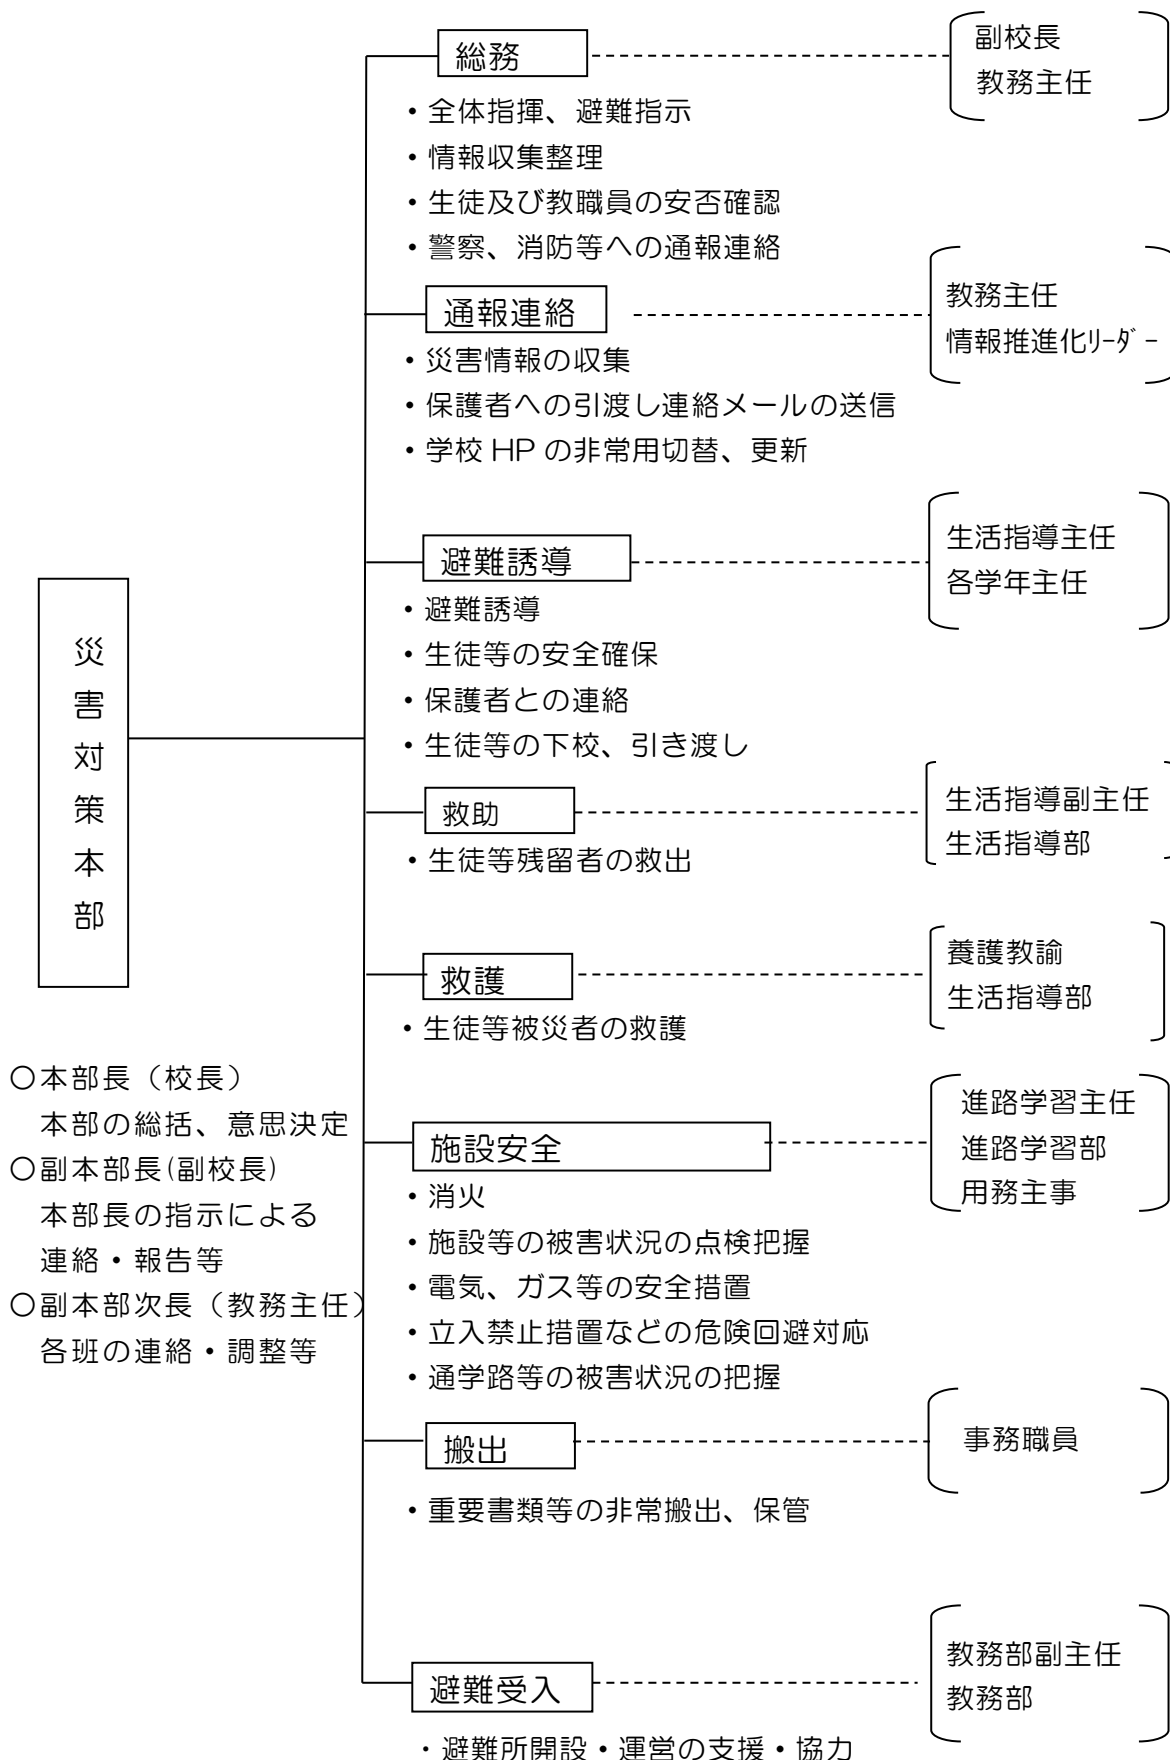 災害対策本部
〇本部長（校長）
本部の総括、意思決定
〇副本部長(副校長)
本部長の指示による
連絡・報告等
〇副本部次長（教務主任）
各班の連絡・調整等
総務
副校長
教務主任
・全体指揮、避難指示
・情報収集整理
・生徒及び教職員の安否確認
・警察、消防等への通報連絡
通報連絡
教務主任
情報推進化ﾘｰﾀﾞｰ
・災害情報の収集
・保護者への引渡し連絡メールの送信
・学校 HP の非常用切替、更新
避難誘導
生活指導主任
各学年主任
・避難誘導
・生徒等の安全確保
・保護者との連絡
・生徒等の下校、引き渡し
救助
生活指導副主任
生活指導部
・生徒等残留者の救出
救護
養護教諭
生活指導部
・生徒等被災者の救護
施設安全
進路学習主任
進路学習部
用務主事
・消火
・施設等の被害状況の点検把握
・電気、ガス等の安全措置
・立入禁止措置などの危険回避対応
・通学路等の被害状況の把握
搬出
事務職員
・重要書類等の非常搬出、保管
避難受入
教務部副主任
教務部
・避難所開設・運営の支援・協力